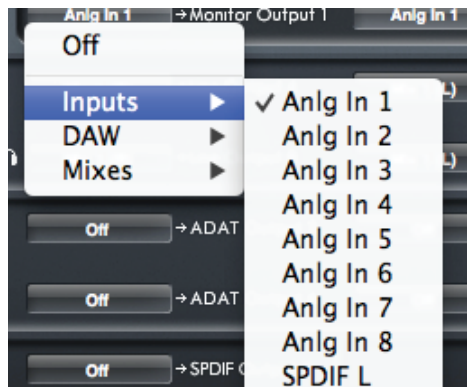 Anlg In 1 → Monitor Output 1 Anlg In 1
Off
Inputs
DAW
Mixes
✓ Anlg In 1
Anlg In 2
Anlg In 3
Anlg In 4
Anlg In 5
Anlg In 6
Anlg In 7
Anlg In 8
SPDIF L
L)
L)
Off → ADAT
Off → ADAT
Off → SPDIF